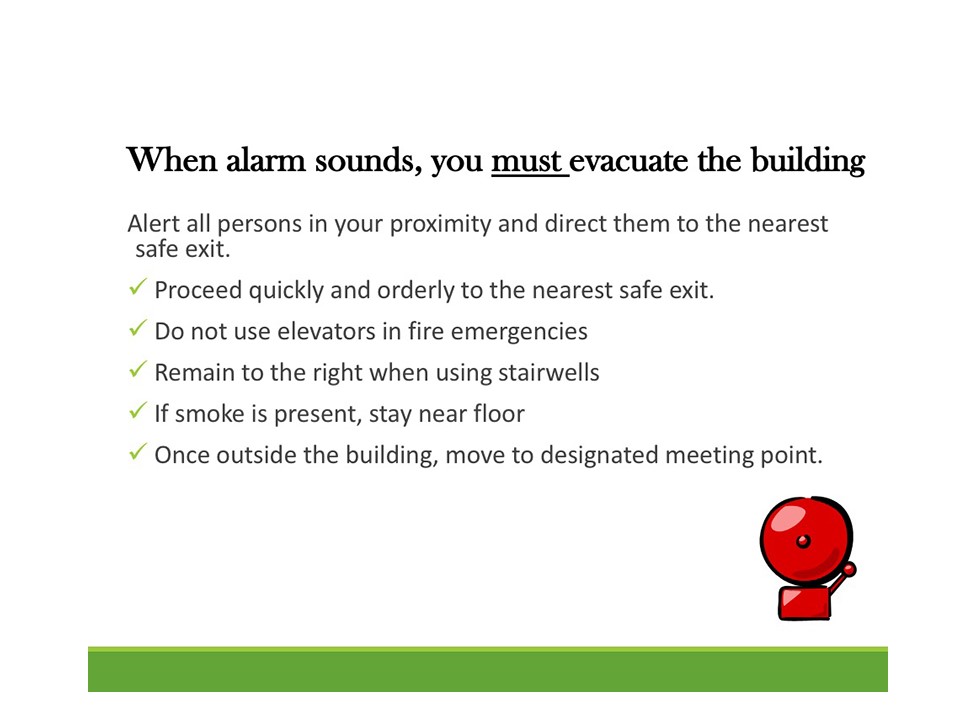 When alarm sounds, you must evacuate the building
Alert all persons in your proximity and direct them to the nearest
safe exit.
✓ Proceed quickly and orderly to the nearest safe exit.
✓ Do not use elevators in fire emergencies
✓ Remain to the right when using stairwells
✓ If smoke is present, stay near floor
✓ Once outside the building, move to designated meeting point.